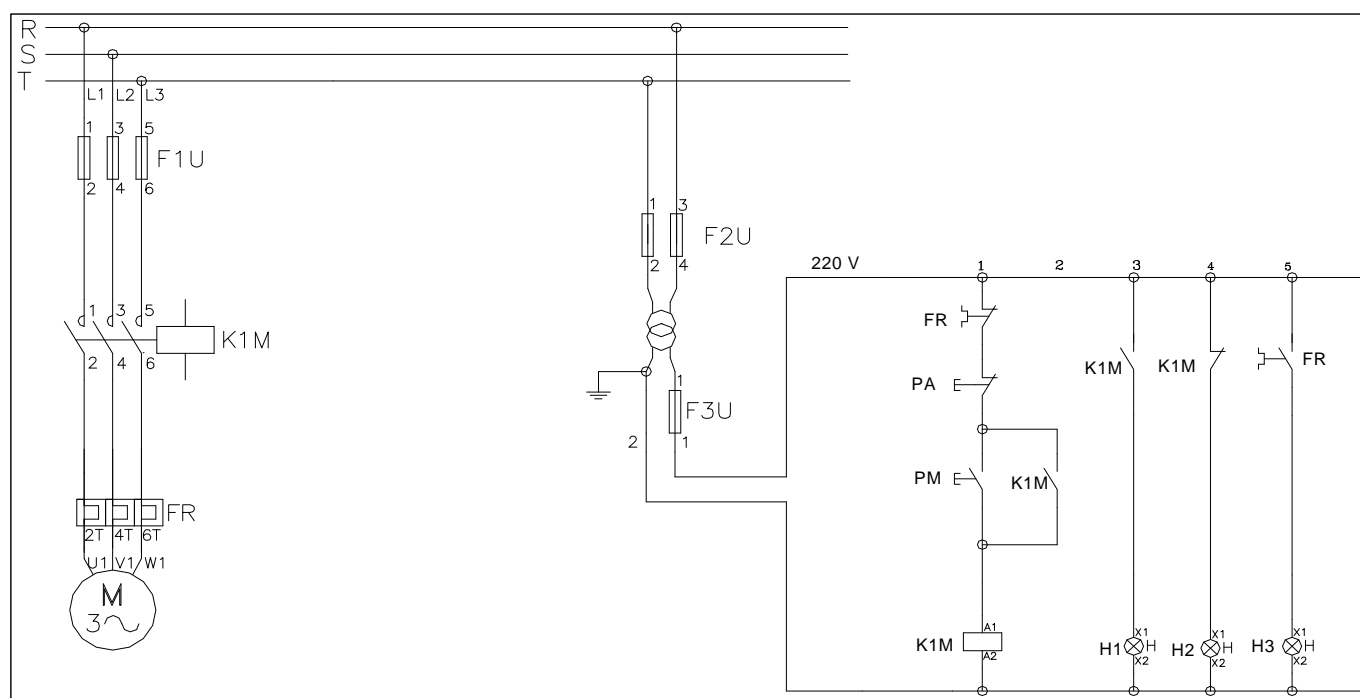 R
S
T
L1 L2 L3
1 3 5
F1U
2 4 6
1 3 5
K1M
2 4 6
FR
2T 4T 6T
U1 V1 W1
M
3
1 3
F2U
2 4
1
F3U
2 1
220 V
1 2 3 4 5
FR
PA
PM K1M
K1M K1M FR
A1
K1M
A2
X1 X1 X1
H1 H H2 H H3 H
X2 X2 X2